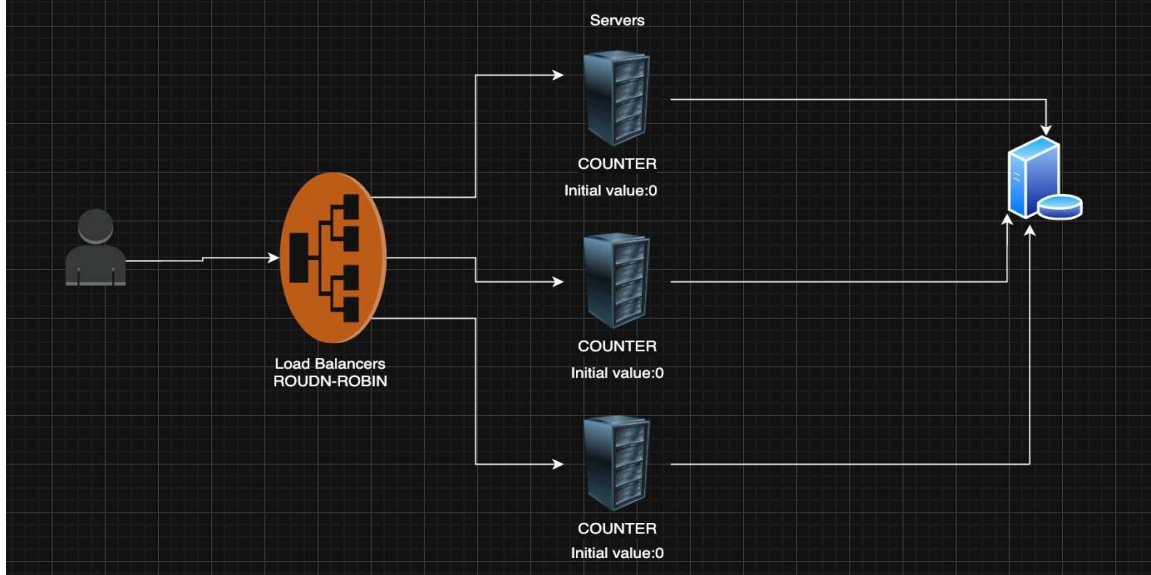 Servers
COUNTER
Initial value:0
COUNTER
Initial value:0
Load Balancers
ROUDN-ROBIN
COUNTER
Initial value:0